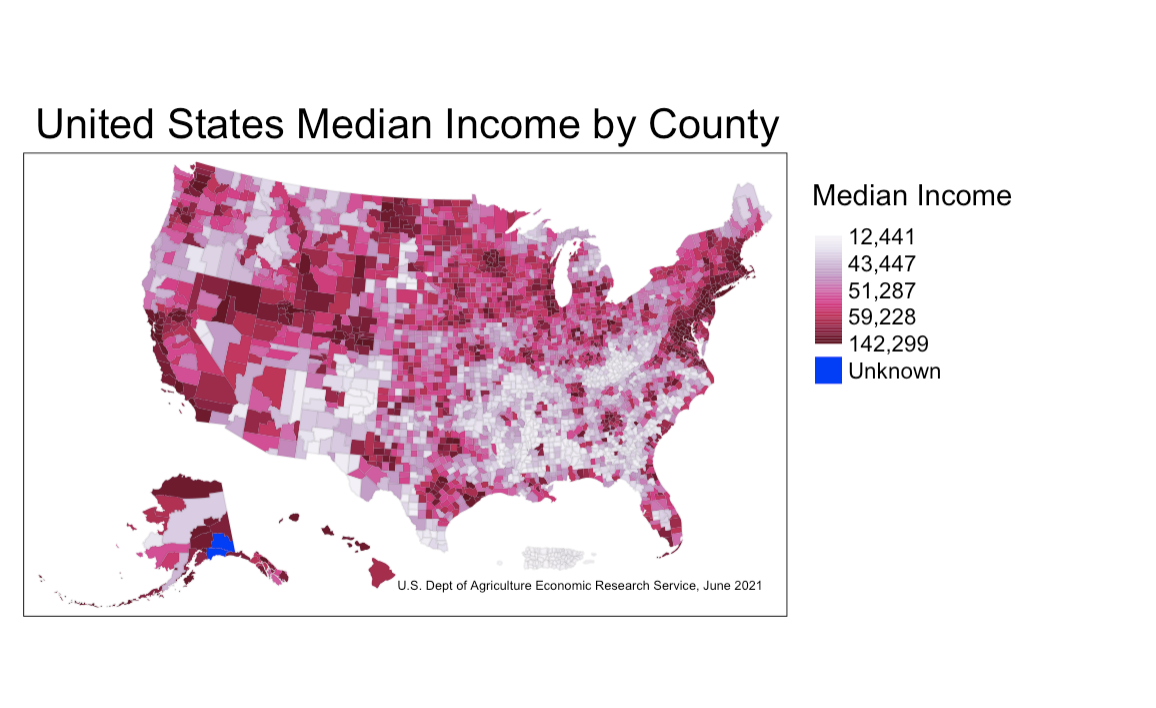 United States Median Income by County
Median Income
12,441
43,447
51,287
59,228
142,299
Unknown
U.S. Dept of Agriculture Economic Research Service, June 2021